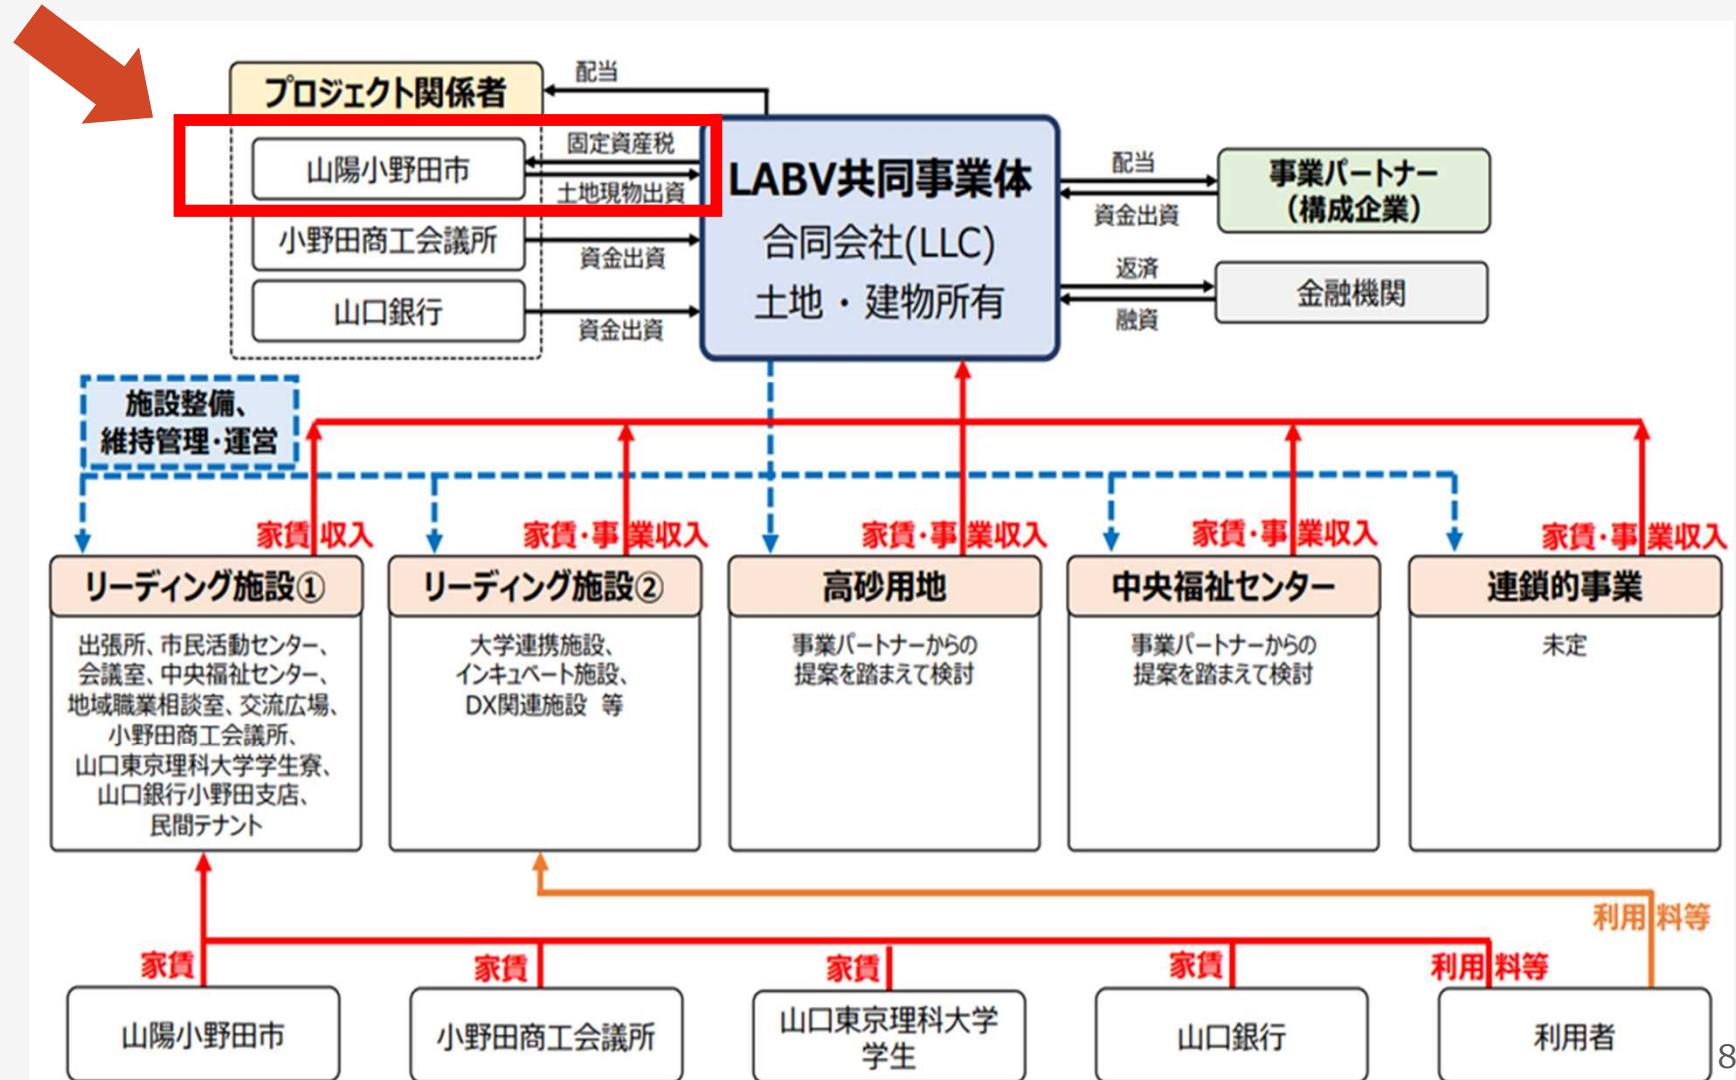 プロジェクト関係者
配当
山陽小野田市
固定資産税
土地現物出資
小野田商工会議所
資金出資
山口銀行
資金出資
LABV共同事業体
合同会社(LLC)
土地・建物所有
配当
資金出資
事業パートナー
(構成企業)
返済
融資
金融機関
施設整備、
維持管理・運営
家賃収入
家賃・事業収入
家賃・事業収入
家賃・事業収入
家賃・事業収入
リーディング施設①
出張所、市民活動センター、
会議室、中央福祉センター、
地域職業相談室、交流広場、
小野田商工会議所、
山口東京理科大学学生寮、
山口銀行小野田支店、
民間テナント
リーディング施設②
大学連携施設、
インキュベート施設、
DX関連施設 等
高砂用地
事業パートナーからの
提案を踏まえて検討
中央福祉センター
事業パートナーからの
提案を踏まえて検討
連鎖的事業
未定
利用料等
家賃
家賃
家賃
家賃
利用料等
山陽小野田市
小野田商工会議所
山口東京理科大学
学生
山口銀行
利用者
8